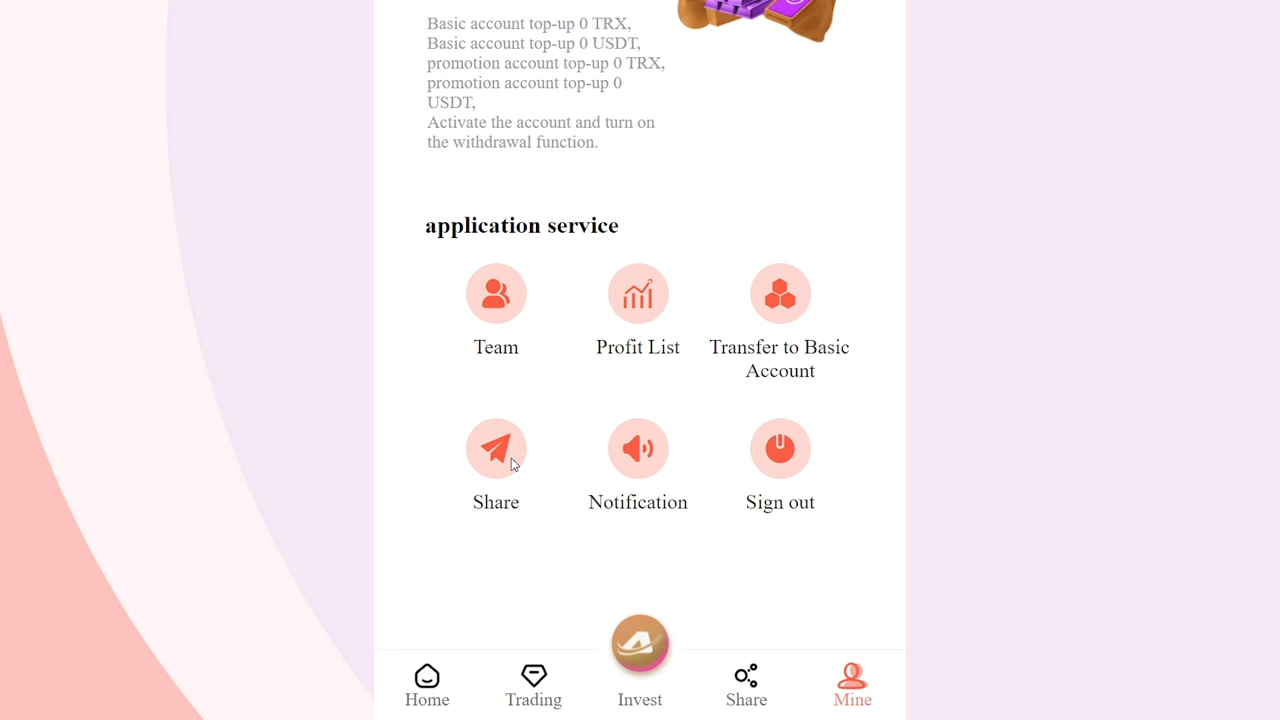 Basic account top-up 0 TRX,
Basic account top-up 0 USDT,
promotion account top-up 0 TRX,
promotion account top-up 0
USDT,
Activate the account and turn on
the withdrawal function.
application service
Team
Profit List
Transfer to Basic
Account
Share
Notification
Sign out
Home
Trading
Invest
Share
Mine